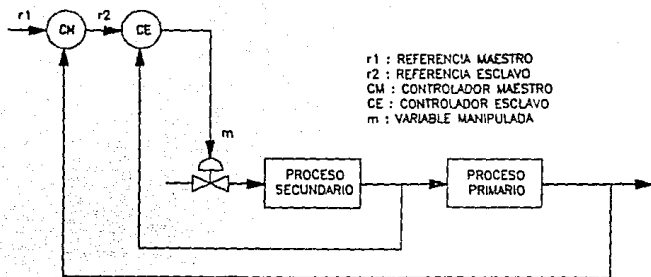 r1
r2
CM
CE
r1 : REFERENCIA MAESTRO
r2 : REFERENCIA ESCLAVO
CM : CONTROLADOR MAESTRO
CE : CONTROLADOR ESCLAVO
m : VARIABLE MANIPULADA
m
PROCESO
SECUNDARIO
PROCESO
PRIMARIO